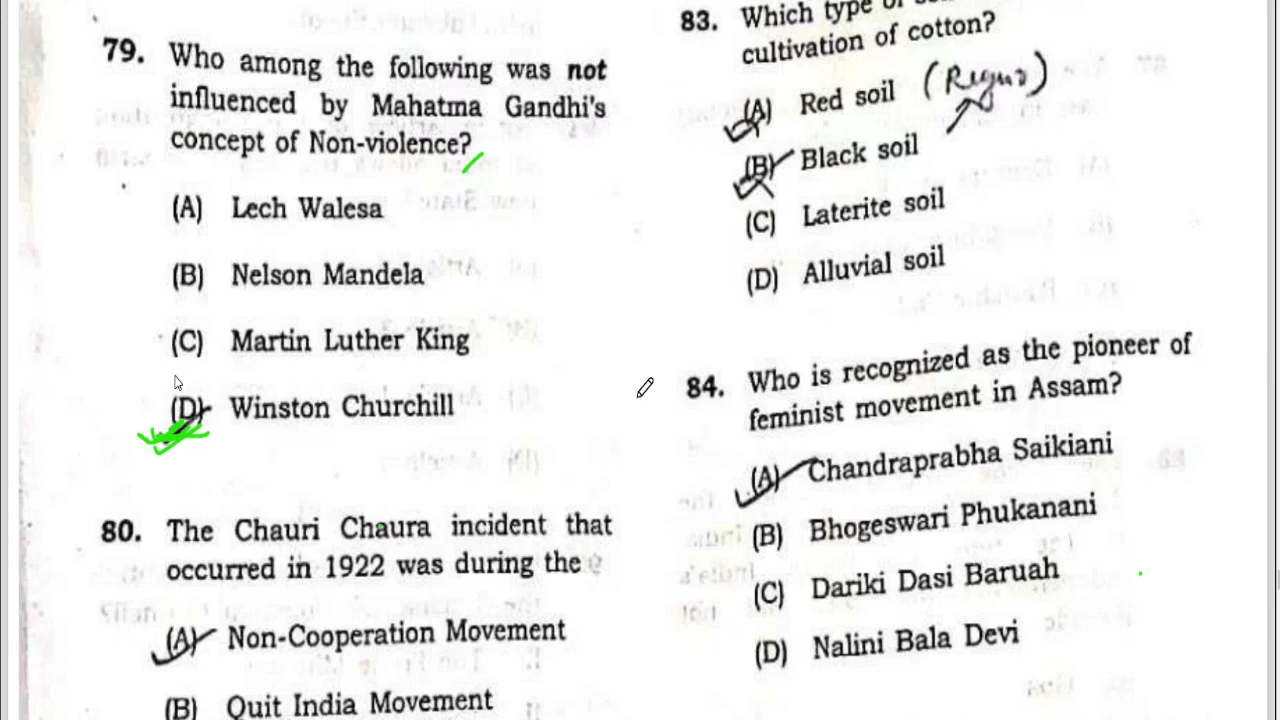 79. Who among the following was not
influenced by Mahatma Gandhi's
concept of Non-violence?
(A) Lech Walesa
(B) Nelson Mandela
(C) Martin Luther King
(D) Winston Churchill
80. The Chauri Chaura incident that
occurred in 1922 was during the
(A) Non-Cooperation Movement
(B) Quit India Movement
83. Which type of
cultivation of cotton?
(A) Red soil
(B) Black soil
(C) Laterite soil
(D) Alluvial soil
84. Who is recognized as the pioneer of
feminist movement in Assam?
(A) Chandraprabha Saikiani
(B) Bhogeswari Phukanani
(C) Dariki Dasi Baruah
(D) Nalini Bala Devi